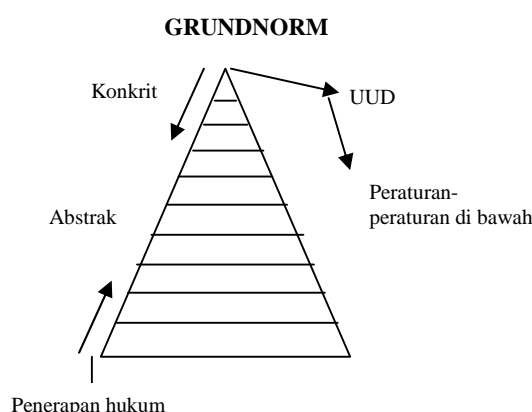 GRUNDNORM
Konkrit
UUD
Abstrak
Peraturan-
peraturan di bawah
Penerapan hukum